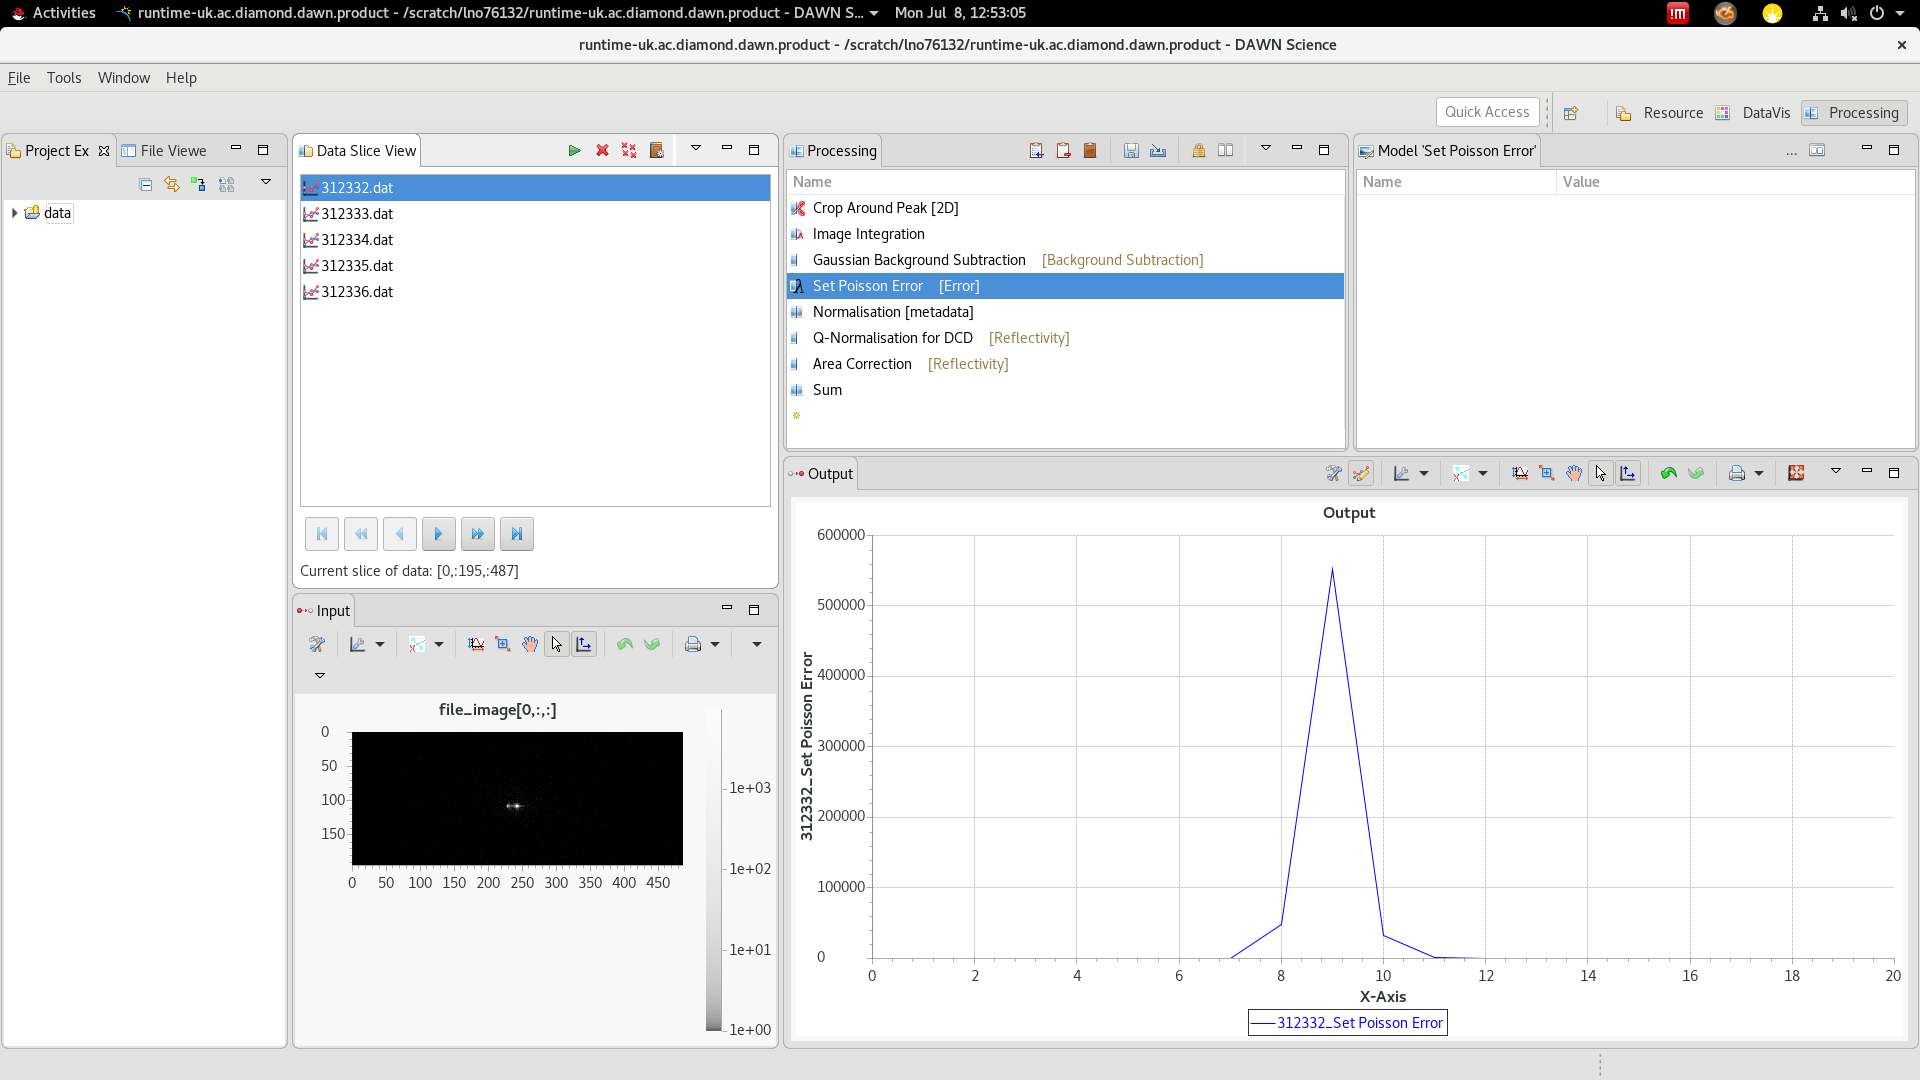 Activities runtime-uk.ac.diamond.dawn.product - /scratch/lno76132/runtime-uk.ac.diamond.dawn.product - DAWN S... Mon Jul 8, 12:53:05
runtime-uk.ac.diamond.dawn.product - /scratch/lno76132/runtime-uk.ac.diamond.dawn.product - DAWN Science
File Tools Window Help
Quick Access Resource DataVis Processing
Project Ex File Viewe
data
Data Slice View
312332.dat
312333.dat
312334.dat
312335.dat
312336.dat
Current slice of data: [0,:195,:487]
Input
file_image[0,:,:]
0
50
100
150
0 50 100 150 200 250 300 350 400 450
1e+03
1e+02
1e+01
1e+00
Processing
Name
Crop Around Peak [2D]
Image Integration
Gaussian Background Subtraction [Background Subtraction]
Set Poisson Error [Error]
Normalisation [metadata]
Q-Normalisation for DCD [Reflectivity]
Area Correction [Reflectivity]
Sum
Model 'Set Poisson Error'
...
Name Value
Output
Output
600000
500000
400000
300000
200000
100000
0
312332_Set Poisson Error
0 2 4 6 8 10 12 14 16 18 20
X-Axis
312332_Set Poisson Error